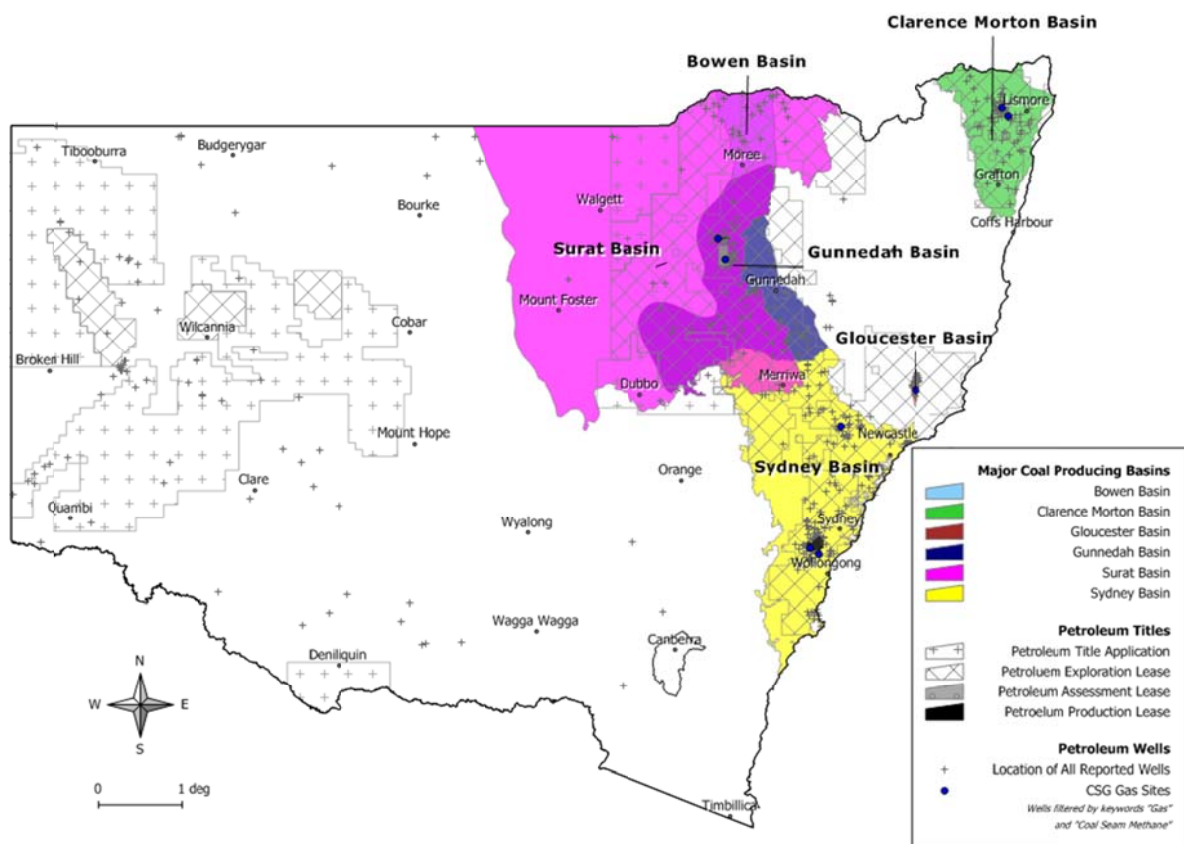 Clarence Morton Basin
Bowen Basin
Lismore
Tibooburra
Budgerygar
Moree
Grafton
Walgett
Bourke
Coffs Harbour
Surat Basin
Gunnedah Basin
Gunnedah
Mount Foster
Wilcannia
Cobar
Gloucester Basin
Broken Hill
Merriwa
Dubbo
Mount Hope
Newcastle
Orange
Sydney Basin
Clare
Quambi
Wyalong
Sydney
Wollongong
Wagga Wagga
Canberra
Deniliquin
Timbillica
N
W
E
S
0
1 deg
Major Coal Producing Basins
Bowen Basin
Clarence Morton Basin
Gloucester Basin
Gunnedah Basin
Surat Basin
Sydney Basin
Petroleum Titles
Petroleum Title Application
Petroluem Exploration Lease
Petroleum Assessment Lease
Petroelum Production Lease
Petroleum Wells
Location of All Reported Wells
CSG Gas Sites
Wells filtered by keywords "Gas"
and "Coal Seam Methane"